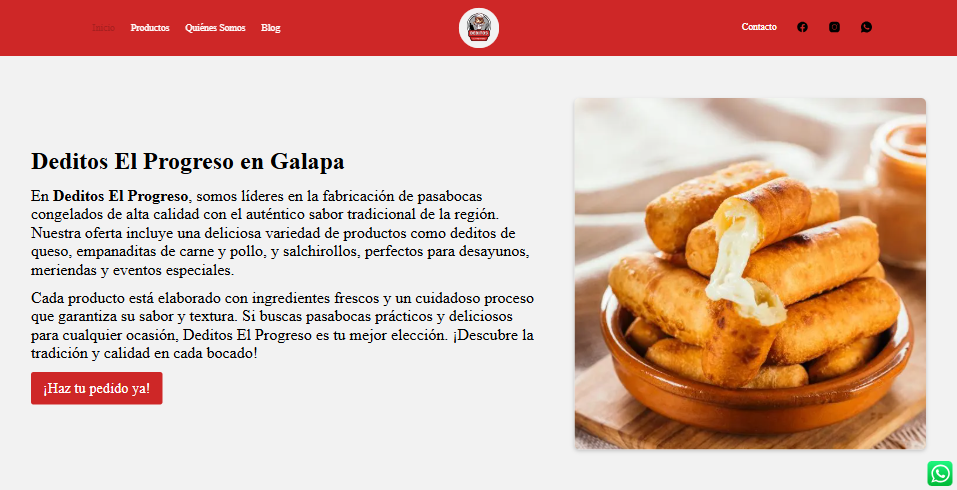 Inicio Productos Quiénes Somos Blog DEDITOS Contacto
Deditos El Progreso en Galapa
En Deditos El Progreso, somos líderes en la fabricación de pasabocas
congelados de alta calidad con el auténtico sabor tradicional de la región.
Nuestra oferta incluye una deliciosa variedad de productos como deditos de
queso, empanaditas de carne y pollo, y salchirollos, perfectos para desayunos,
meriendas y eventos especiales.
Cada producto está elaborado con ingredientes frescos y un cuidadoso proceso
que garantiza su sabor y textura. Si buscas pasabocas prácticos y deliciosos
para cualquier ocasión, Deditos El Progreso es tu mejor elección. ¡Descubre la
tradición y calidad en cada bocado!
¡Haz tu pedido ya!